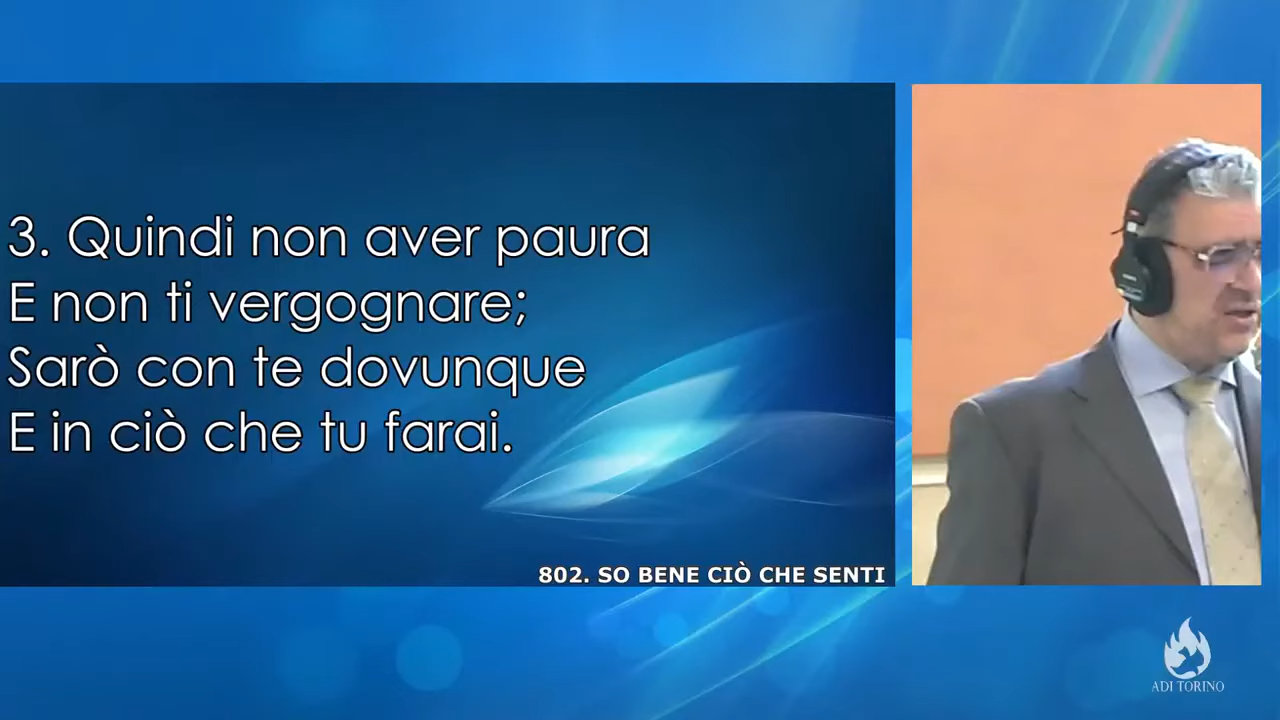 3. Quindi non aver paura
E non ti vergognare;
Sarò con te dovunque
E in ciò che tu farai.
802. SO BENE CIÒ CHE SENTI
ADI TORINO